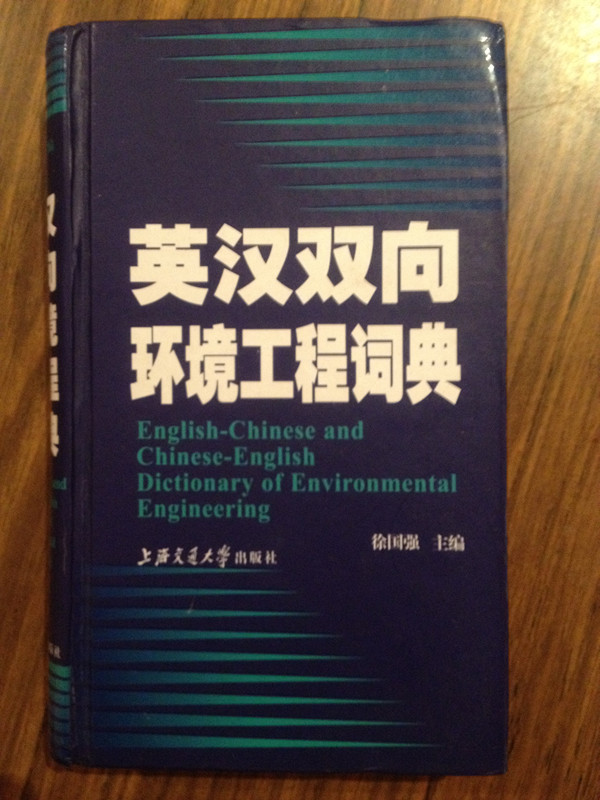 英汉双向
环境工程词典
English-Chinese and
Chinese-English
Dictionary of Environmental
Engineering
徐国强 主编
上海交通大学出版社